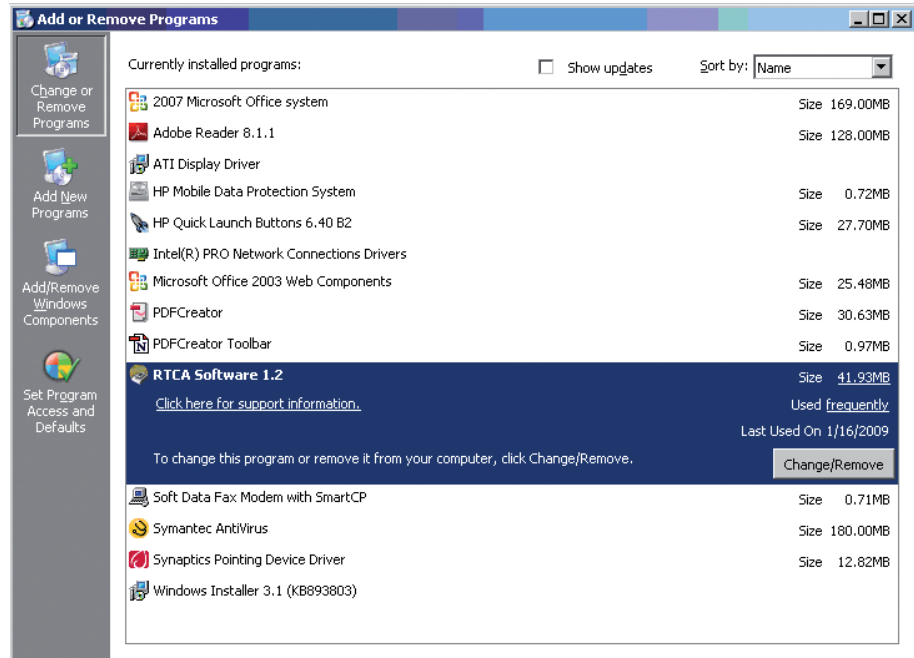 Add or Remove Programs
Change or
Remove
Programs
Add New
Programs
Add/Remove
Windows
Components
Set Program
Access and
Defaults
Currently installed programs:
Show updates
Sort by: Name
2007 Microsoft Office system Size 169.00MB
Adobe Reader 8.1.1 Size 128.00MB
ATI Display Driver
HP Mobile Data Protection System Size 0.72MB
HP Quick Launch Buttons 6.40 B2 Size 27.70MB
Intel(R) PRO Network Connections Drivers
Microsoft Office 2003 Web Components Size 25.48MB
PDFCreator Size 30.63MB
PDFCreator Toolbar Size 0.97MB
RTCA Software 1.2 Size 41.93MB
Click here for support information. Used frequently
Last Used On 1/16/2009
To change this program or remove it from your computer, click Change/Remove. Change/Remove
Soft Data Fax Modem with SmartCP Size 0.71MB
Symantec AntiVirus Size 180.00MB
Synaptics Pointing Device Driver Size 12.82MB
Windows Installer 3.1 (KB893803)